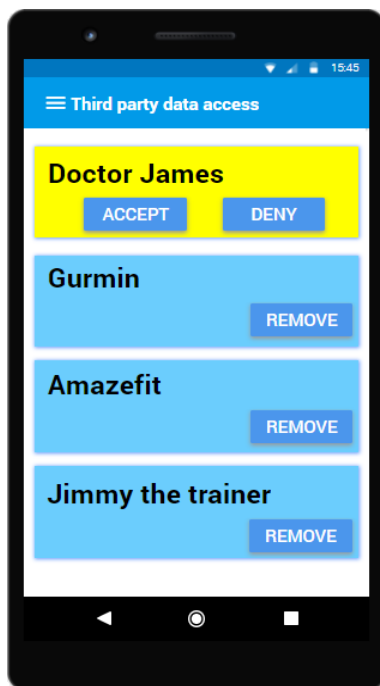 15:45
Third party data access
Doctor James
ACCEPT DENY
Gurmin
REMOVE
Amazefit
REMOVE
Jimmy the trainer
REMOVE